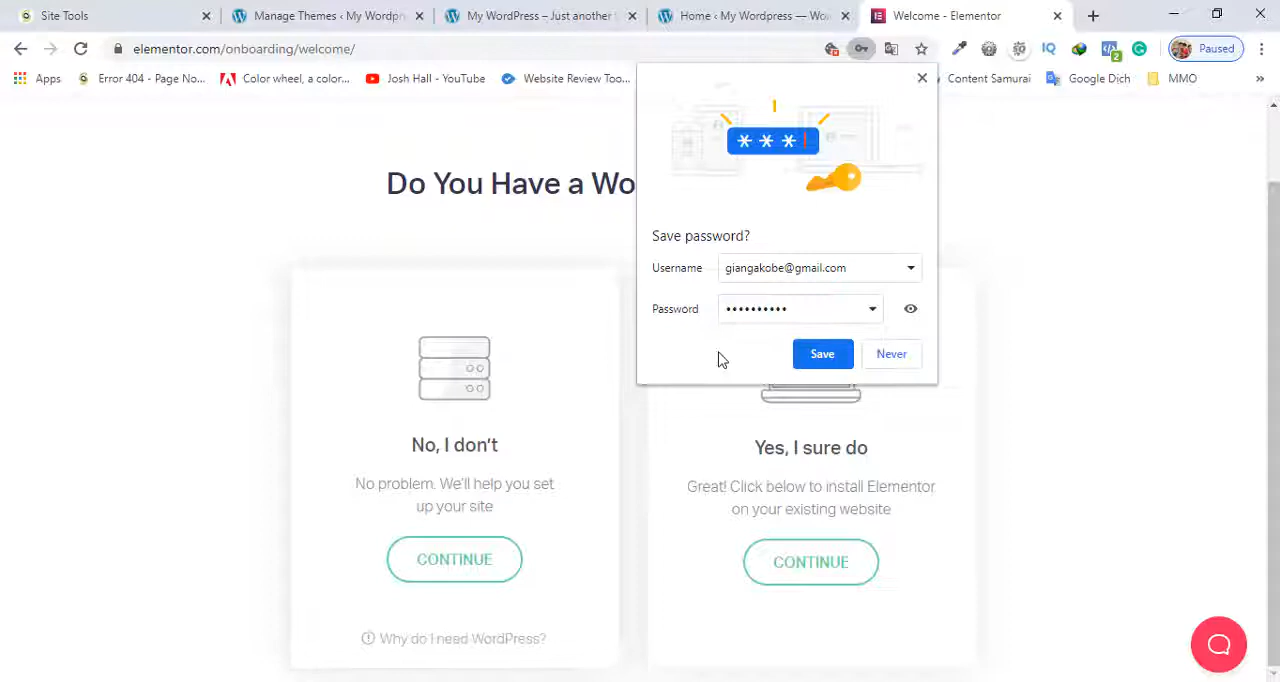 Site Tools
Manage Themes ‹ My Wordpr
My WordPress – Just another
Home ‹ My Wordpress — Wor
Welcome - Elementor
elementor.com/onboarding/welcome/
IQ
2
Paused
Apps
Error 404 - Page No...
Color wheel, a color...
Josh Hall - YouTube
Website Review Too...
Content Samurai
Google Dich
MMO
»
***!
Do You Have a Wo
Save password?
Username
giangakobe@gmail.com
Password
••••••••••
Save
Never
No, I don't
No problem. We'll help you set
up your site
CONTINUE
Why do I need WordPress?
Yes, I sure do
Great! Click below to install Elementor
on your existing website
CONTINUE